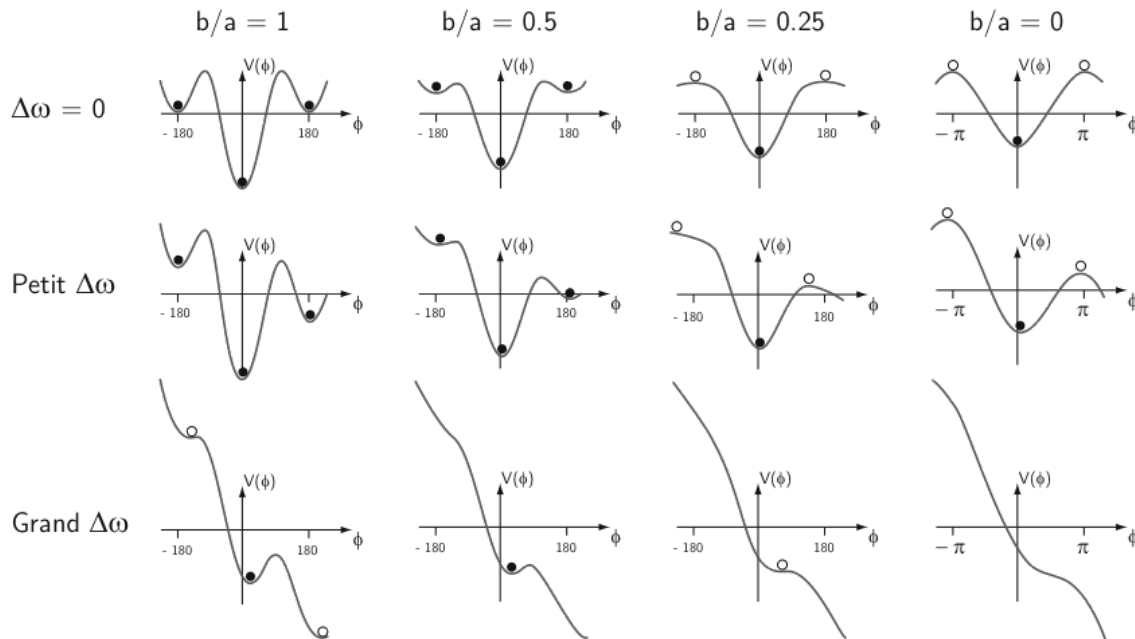 b/a = 1 b/a = 0.5 b/a = 0.25 b/a = 0
Δω = 0
V(ϕ) V(ϕ) V(ϕ) V(ϕ)
- 180 180 ϕ - 180 180 ϕ - 180 180 ϕ − π π ϕ
Petit Δω
V(ϕ) V(ϕ) V(ϕ) V(ϕ)
- 180 180 ϕ - 180 180 ϕ - 180 180 ϕ − π π ϕ
Grand Δω
V(ϕ) V(ϕ) V(ϕ) V(ϕ)
- 180 180 ϕ - 180 180 ϕ - 180 180 ϕ − π π ϕ